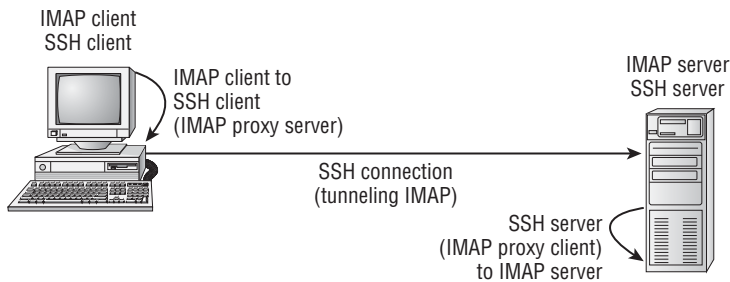 IMAP client
SSH client
IMAP client to
SSH client
(IMAP proxy server)
IMAP server
SSH server
SSH connection
(tunneling IMAP)
SSH server
(IMAP proxy client)
to IMAP server